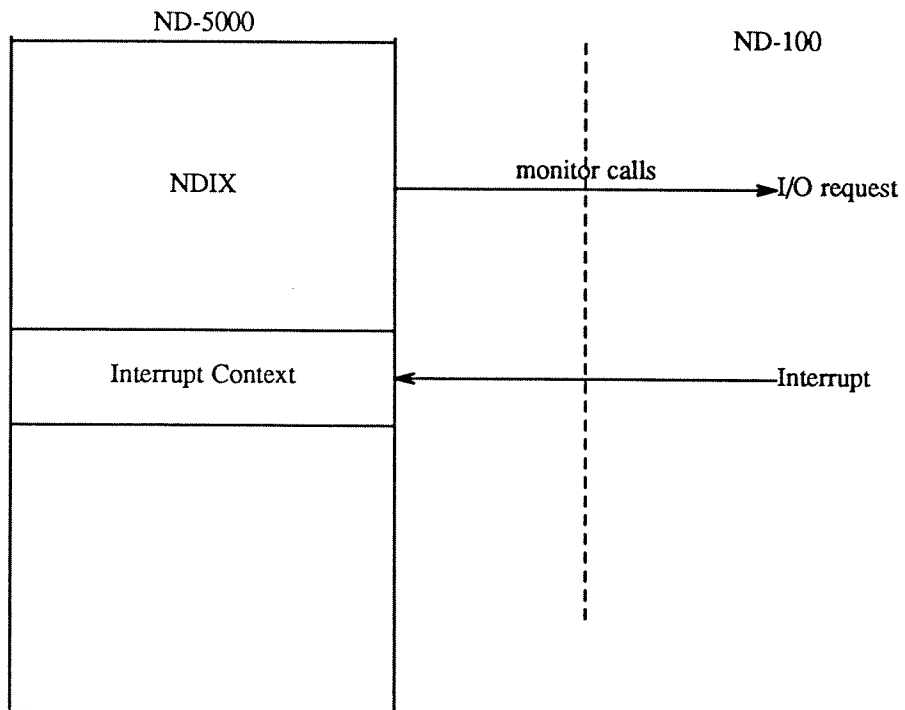 ND-5000
ND-100
NDIX
monitor calls
I/O request
Interrupt Context
Interrupt